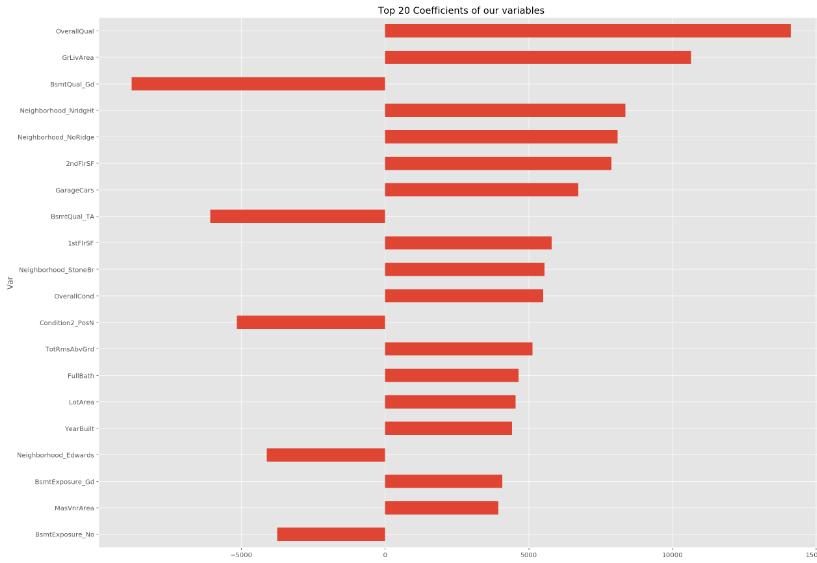 Top 20 Coefficients of our variables
OverallQual
GrLivArea
BsmtQual_Gd
Neighborhood_NridgHt
Neighborhood_NoRidge
2ndFlrSF
GarageCars
BsmtQual_TA
1stFlrSF
Neighborhood_StoneBr
OverallCond
Condition2_PosN
TotRmsAbvGrd
FullBath
LotArea
YearBuilt
Neighborhood_Edwards
BsmtExposure_Gd
MasVnrArea
BsmtExposure_No
Var
−5000 0 5000 10000 150